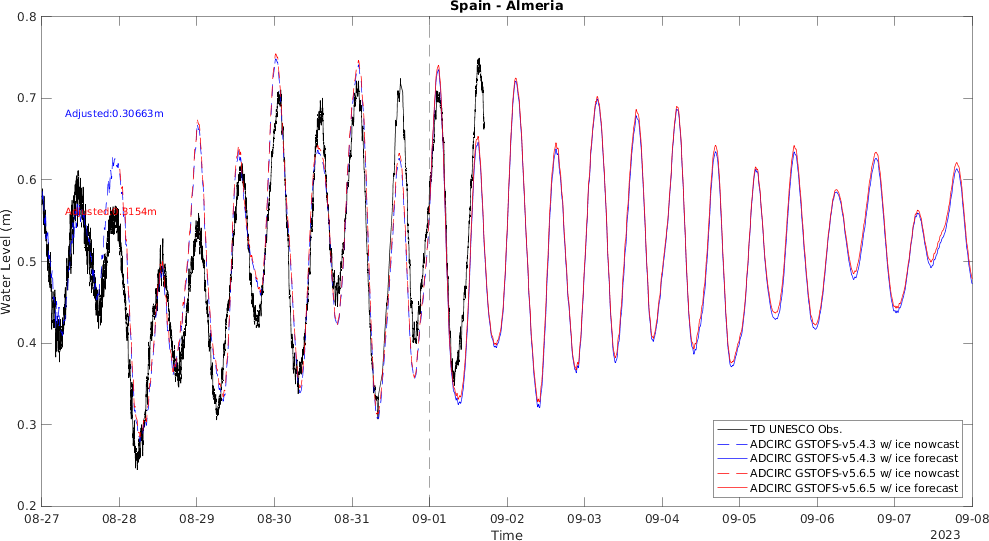 Spain - Almeria
0.8
0.7
0.6
0.5
0.4
0.3
0.2
Water Level (m)
Adjusted:0.30663m
Adjusted:0.3154m
TD UNESCO Obs.
ADCIRC GSTOFS-v5.4.3 w/ ice nowcast
ADCIRC GSTOFS-v5.4.3 w/ ice forecast
ADCIRC GSTOFS-v5.6.5 w/ ice nowcast
ADCIRC GSTOFS-v5.6.5 w/ ice forecast
08-27 08-28 08-29 08-30 08-31 09-01 09-02 09-03 09-04 09-05 09-06 09-07 09-08
Time 2023